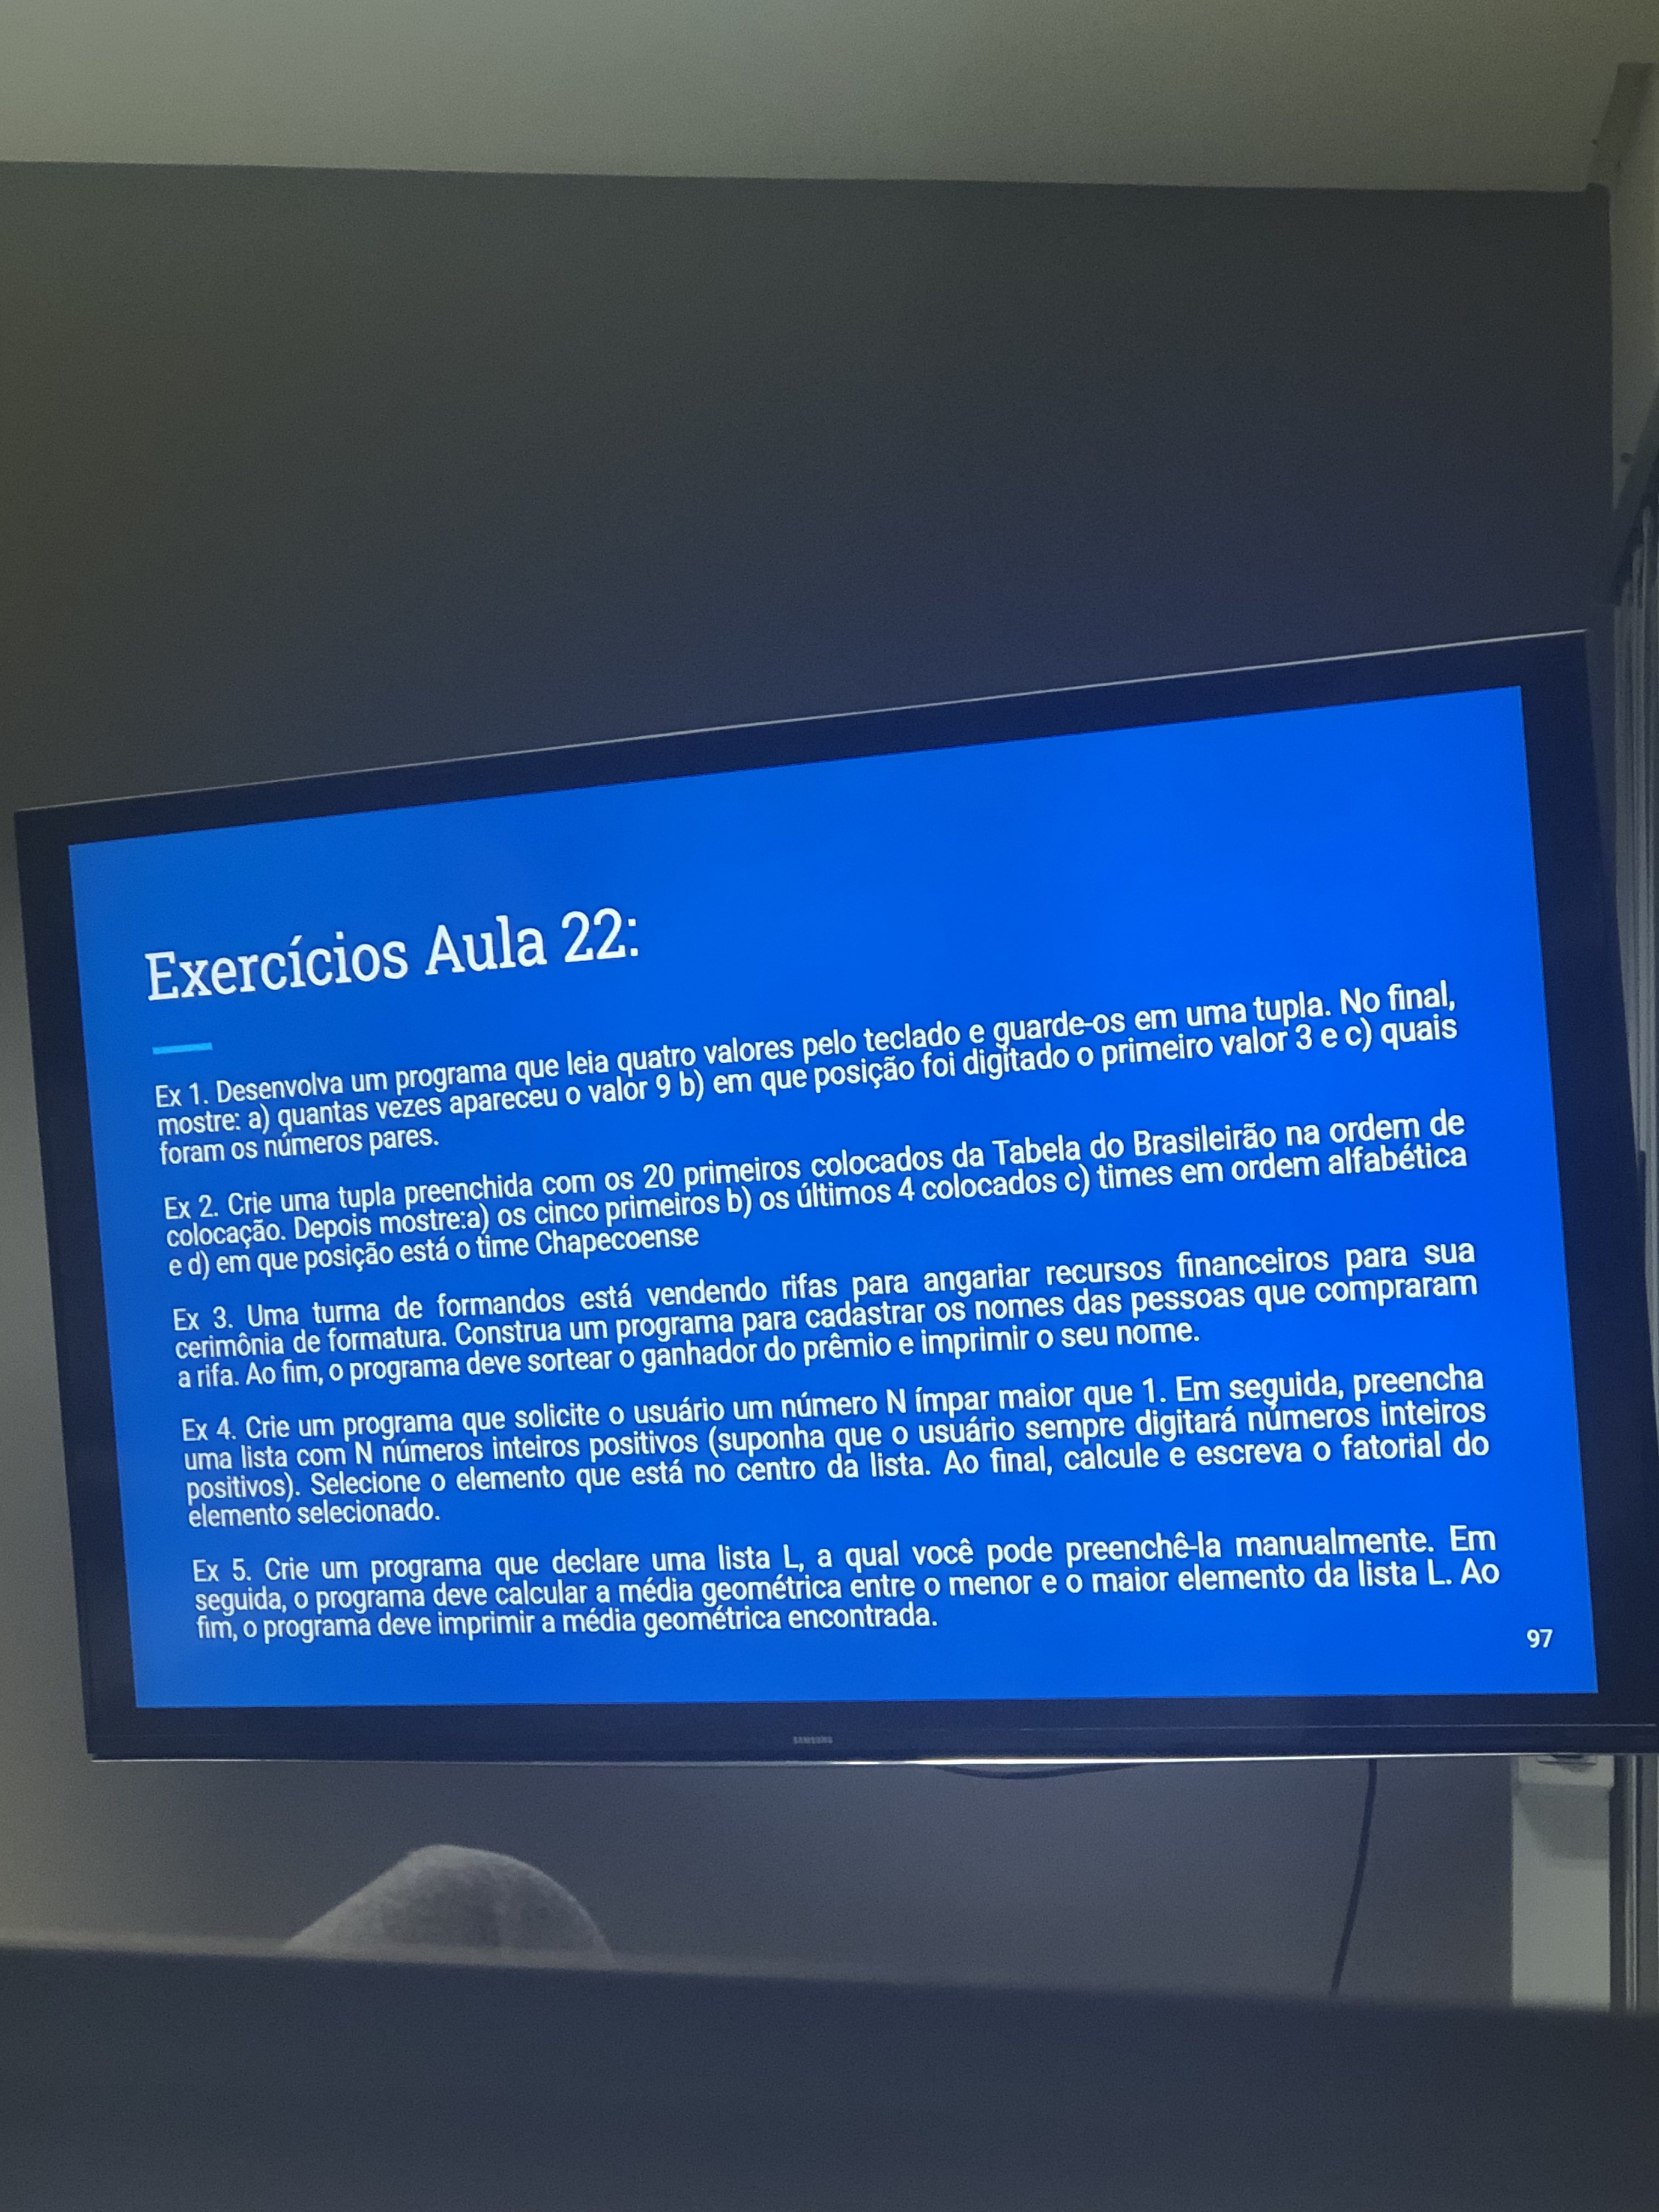 Exercícios Aula 22:
Ex 1. Desenvolva um programa que leia quatro valores pelo teclado e guarde-os em uma tupla. No final,
mostre: a) quantas vezes apareceu o valor 9 b) em que posição foi digitado o primeiro valor 3 e c) quais
foram os números pares.
Ex 2. Crie uma tupla preenchida com os 20 primeiros colocados da Tabela do Brasileirão na ordem de
colocação. Depois mostre:a) os cinco primeiros b) os últimos 4 colocados c) times em ordem alfabética
e d) em que posição está o time Chapecoense
Ex 3. Uma turma de formandos está vendendo rifas para angariar recursos financeiros para sua
cerimônia de formatura. Construa um programa para cadastrar os nomes das pessoas que compraram
a rifa. Ao fim, o programa deve sortear o ganhador do prêmio e imprimir o seu nome.
Ex 4. Crie um programa que solicite o usuário um número N ímpar maior que 1. Em seguida, preencha
uma lista com N números inteiros positivos (suponha que o usuário sempre digitará números inteiros
positivos). Selecione o elemento que está no centro da lista. Ao final, calcule e escreva o fatorial do
elemento selecionado.
Ex 5. Crie um programa que declare uma lista L, a qual você pode preenchê-la manualmente. Em
seguida, o programa deve calcular a média geométrica entre o menor e o maior elemento da lista L. Ao
fim, o programa deve imprimir a média geométrica encontrada.
97
SAMSUNG